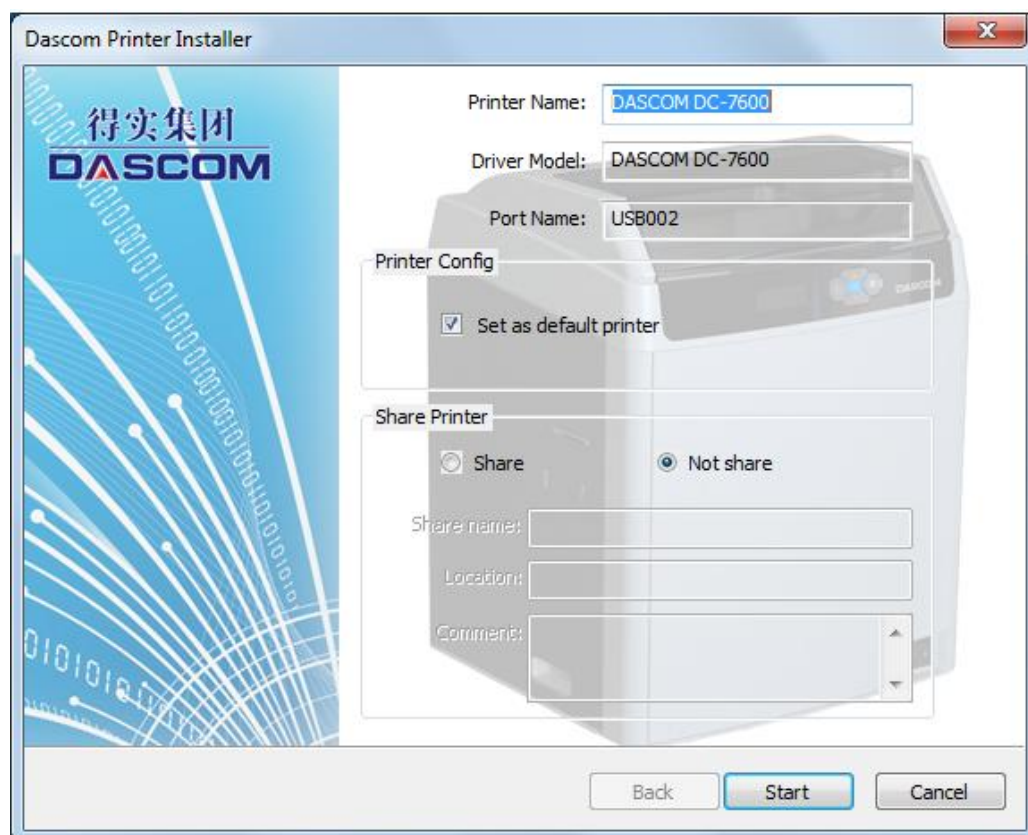 Dascom Printer Installer
得实集团
DASCOM
Printer Name: DASCOM DC-7600
Driver Model: DASCOM DC-7600
Port Name: USB002
Printer Config
Set as default printer
DASCOM
Share Printer
Share Not share
Share name:
Location:
Comment:
Back Start Cancel